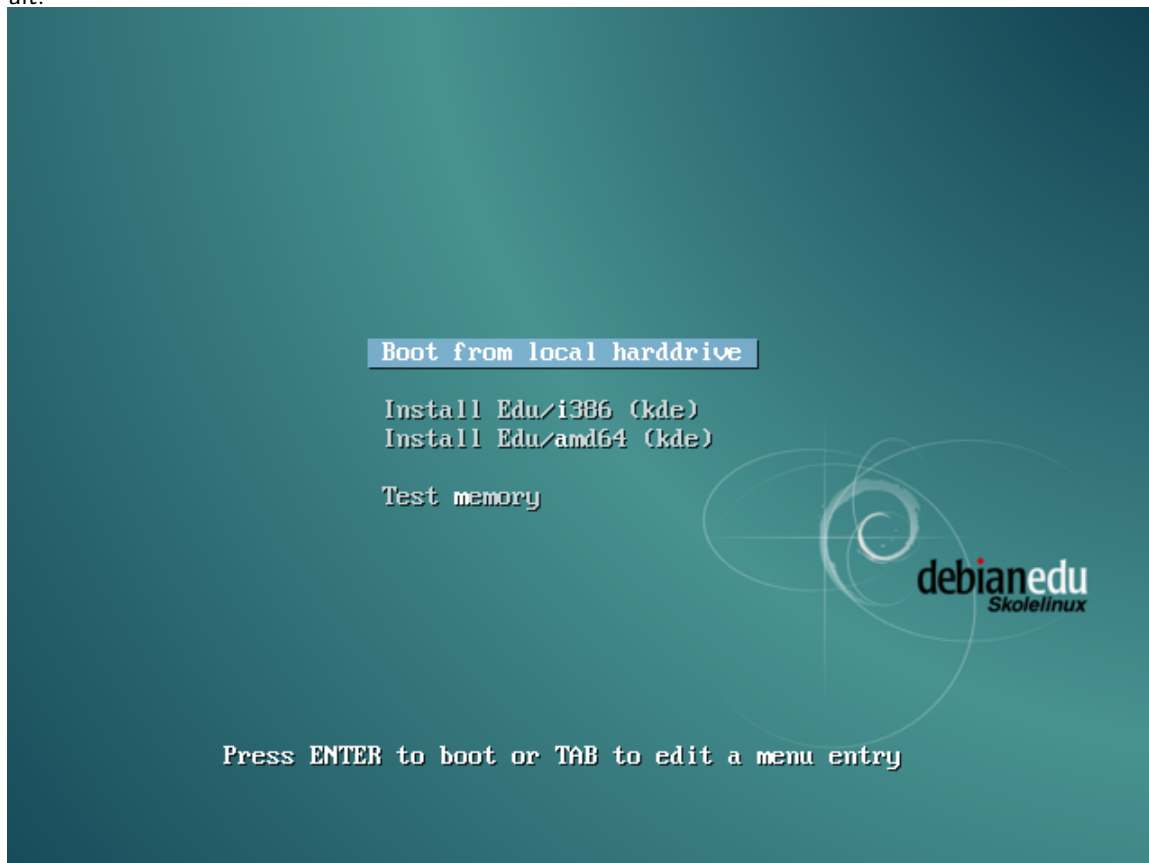 Boot from local harddrive
Install Edu/i386 (kde)
Install Edu/amd64 (kde)
Test memory
debianedu
Skolelinux
Press ENTER to boot or TAB to edit a menu entry